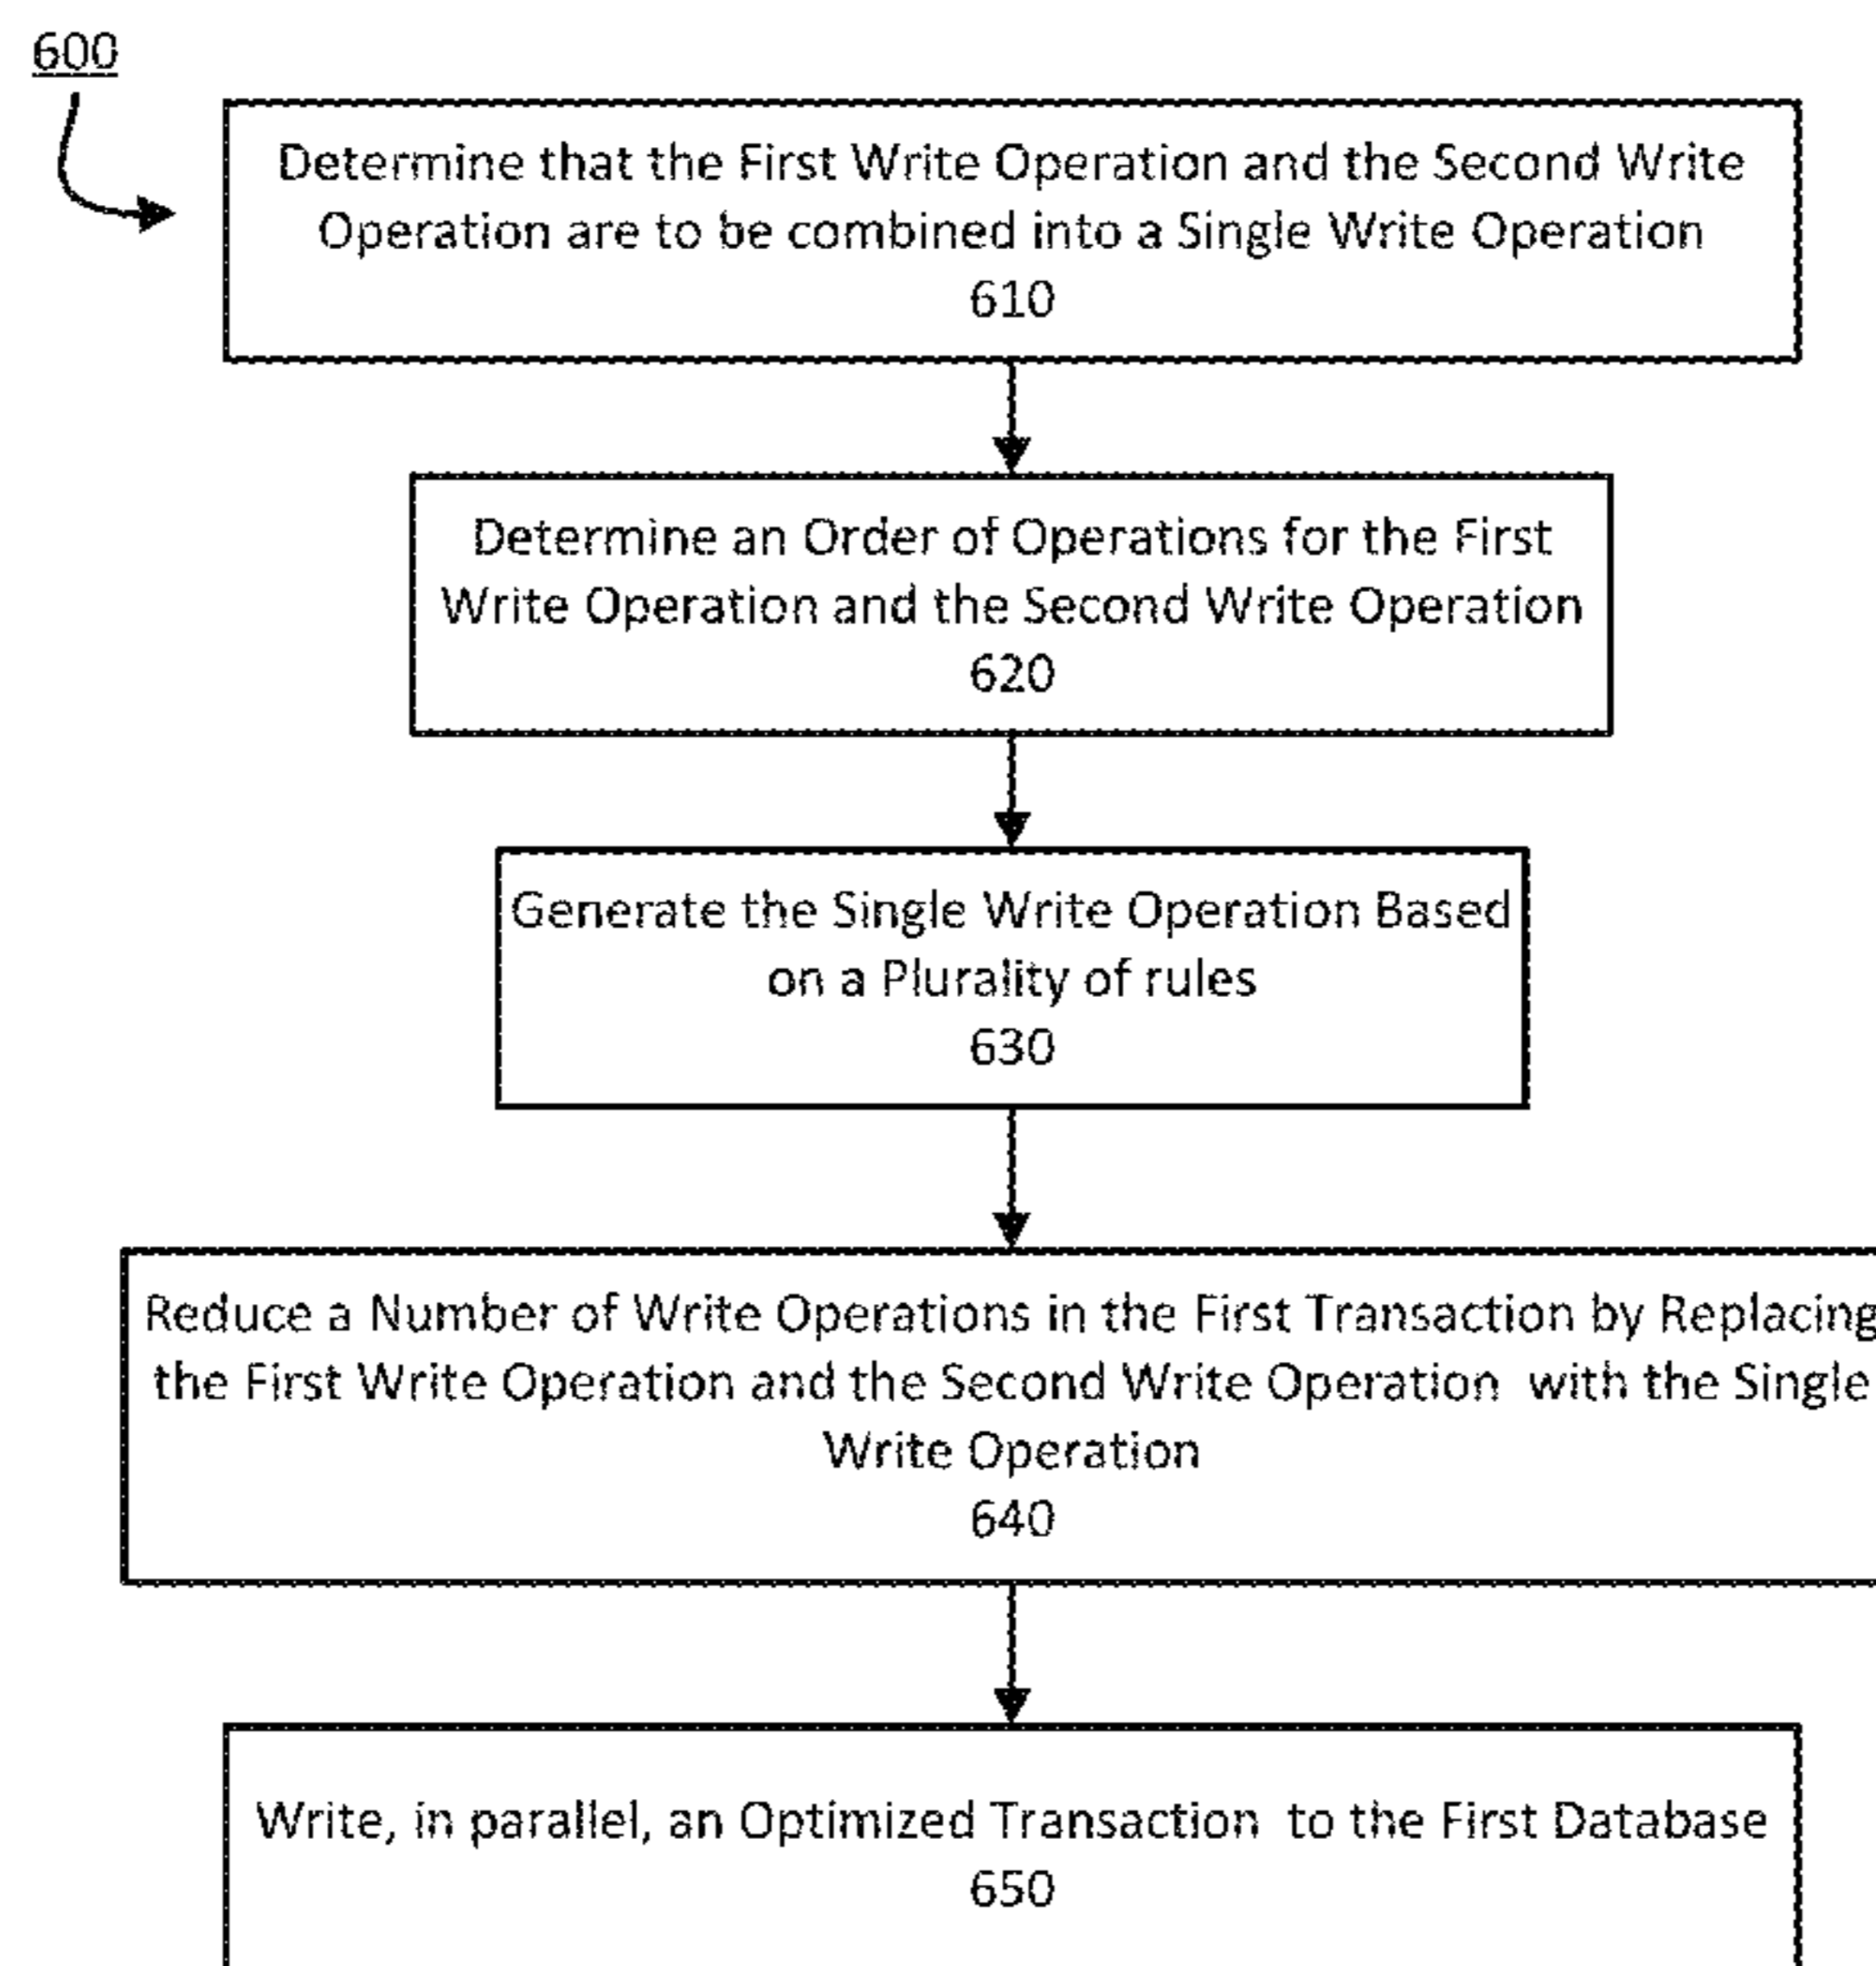 600
Determine that the First Write Operation and the Second Write
Operation are to be combined into a Single Write Operation
610
Determine an Order of Operations for the First
Write Operation and the Second Write Operation
620
Generate the Single Write Operation Based
on a Plurality of rules
630
Reduce a Number of Write Operations in the First Transaction by Replacing
the First Write Operation and the Second Write Operation with the Single
Write Operation
640
Write, in parallel, an Optimized Transaction to the First Database
650